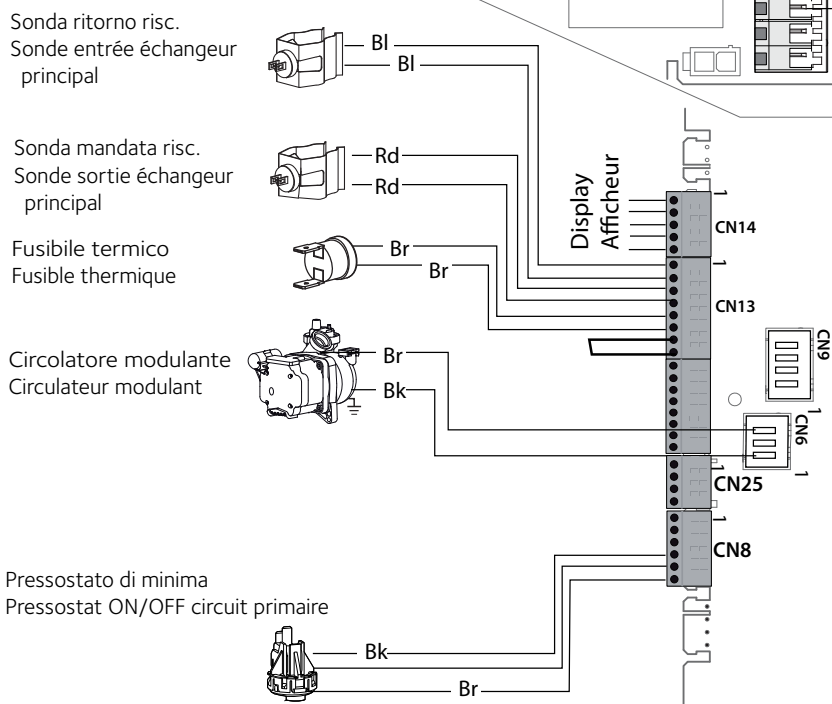 Sonda ritorno risc.
Sonde entrée échangeur
principal
Bl
Bl
Sonda mandata risc.
Sonde sortie échangeur
principal
Rd
Rd
Display
Afficheur
1
CN14
Fusibile termico
Fusible thermique
Br
Br
1
CN13
Circolatore modulante
Circulateur modulant
Br
Bk
CN9
1
CN6
1
1
CN25
1
CN8
Pressostato di minima
Pressostat ON/OFF circuit primaire
Bk
Br